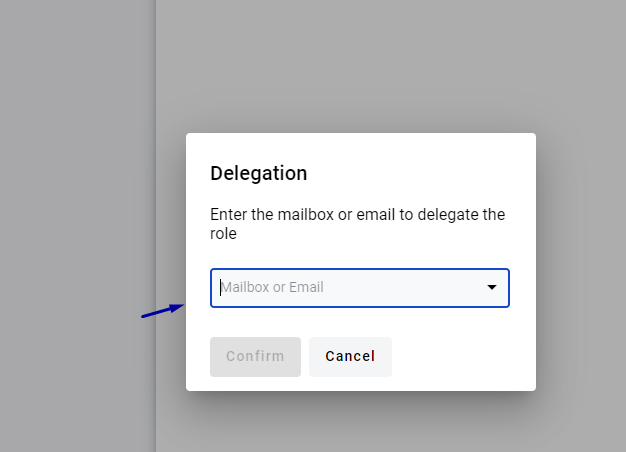 Delegation
Enter the mailbox or email to delegate the
role
Mailbox or Email
Confirm
Cancel